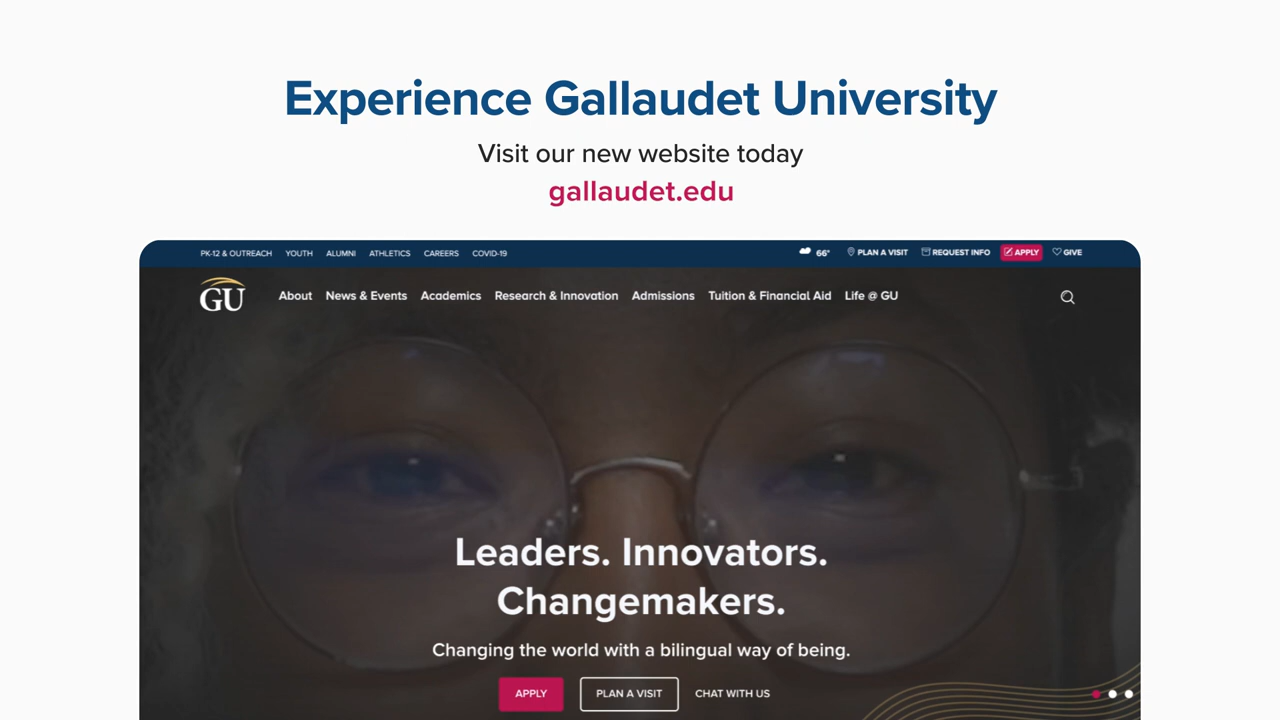 Experience Gallaudet University
Visit our new website today
gallaudet.edu
PK-12 & OUTREACH YOUTH ALUMNI ATHLETICS CAREERS COVID-19 66° PLAN A VISIT REQUEST INFO APPLY GIVE
GU About News & Events Academics Research & Innovation Admissions Tuition & Financial Aid Life @ GU
Leaders. Innovators.
Changemakers.
Changing the world with a bilingual way of being.
APPLY PLAN A VISIT CHAT WITH US